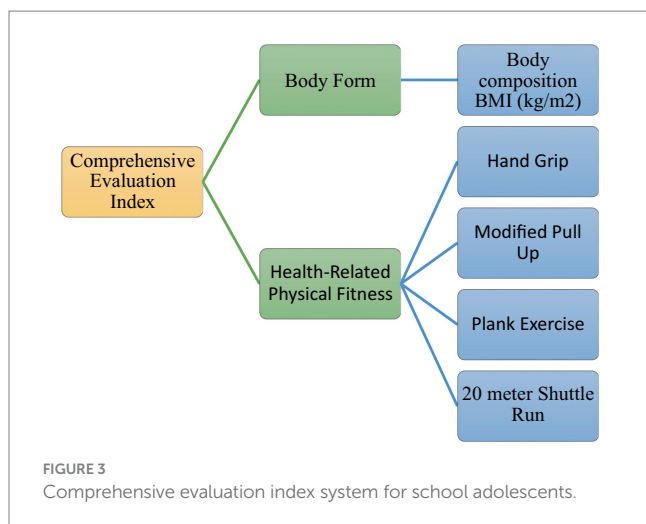 Comprehensive
Evaluation
Index
Body Form
Body
composition
BMI (kg/m2)
Health-Related
Physical Fitness
Hand Grip
Modified Pull
Up
Plank Exercise
20 meter Shuttle
Run
FIGURE 3
Comprehensive evaluation index system for school adolescents.